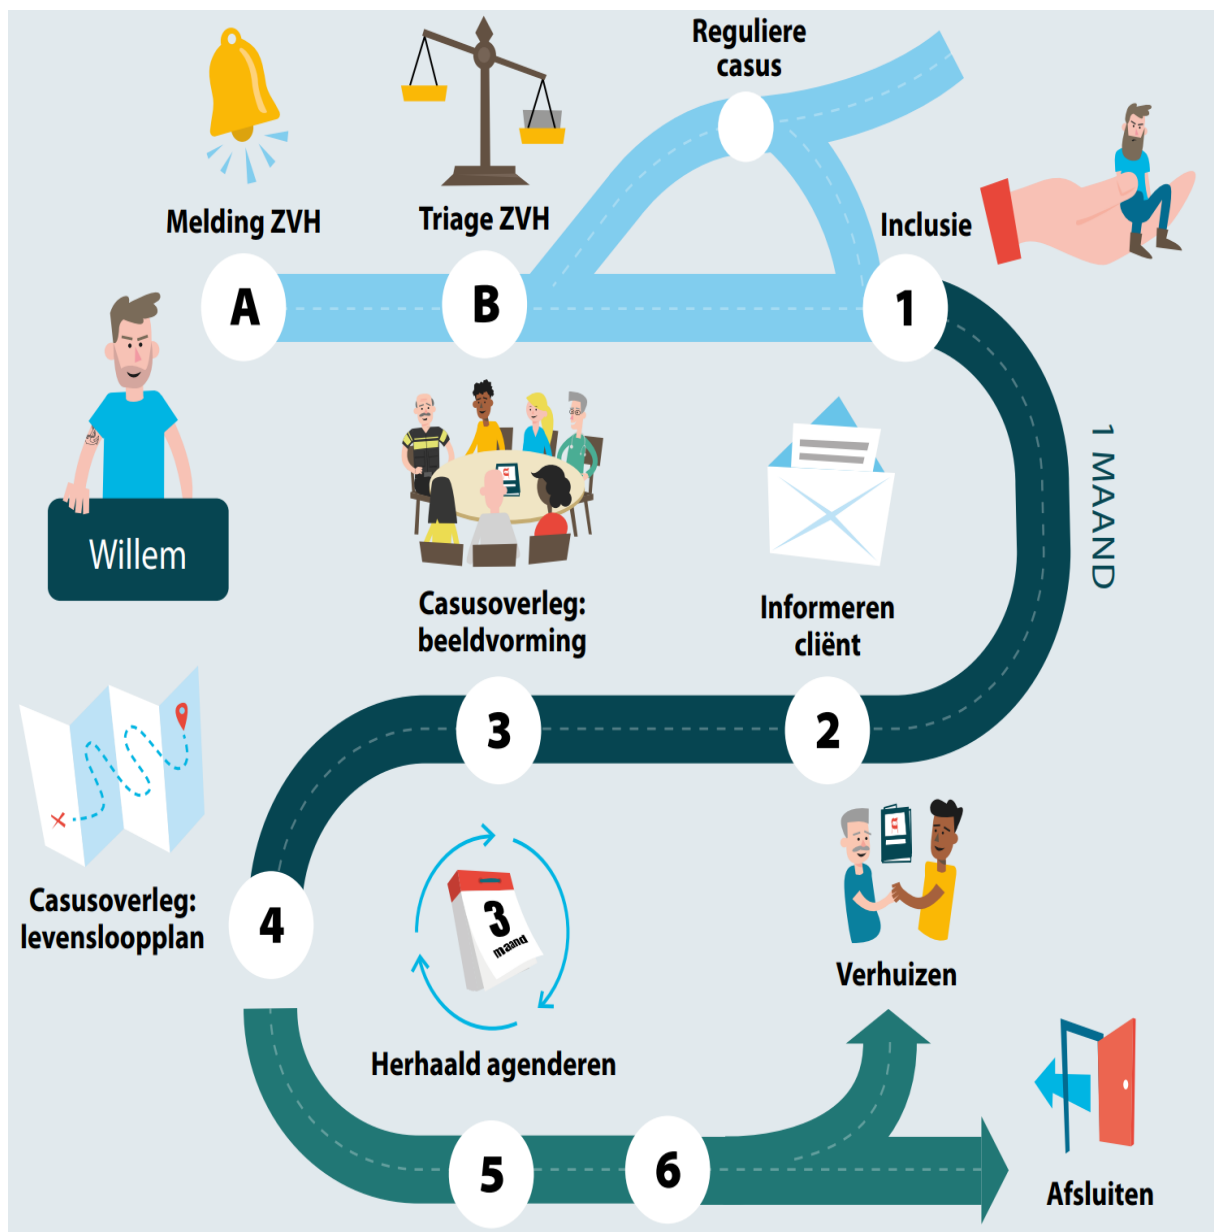 Reguliere
casus
Melding ZVH
Triage ZVH
Inclusie
A
B
1
1 MAAND
Willem
Casusoverleg:
beeldvorming
Informeren
cliënt
3
2
Casusoverleg:
levensloopplan
4
3
maand
Herhaald agenderen
Verhuizen
5
6
Afsluiten